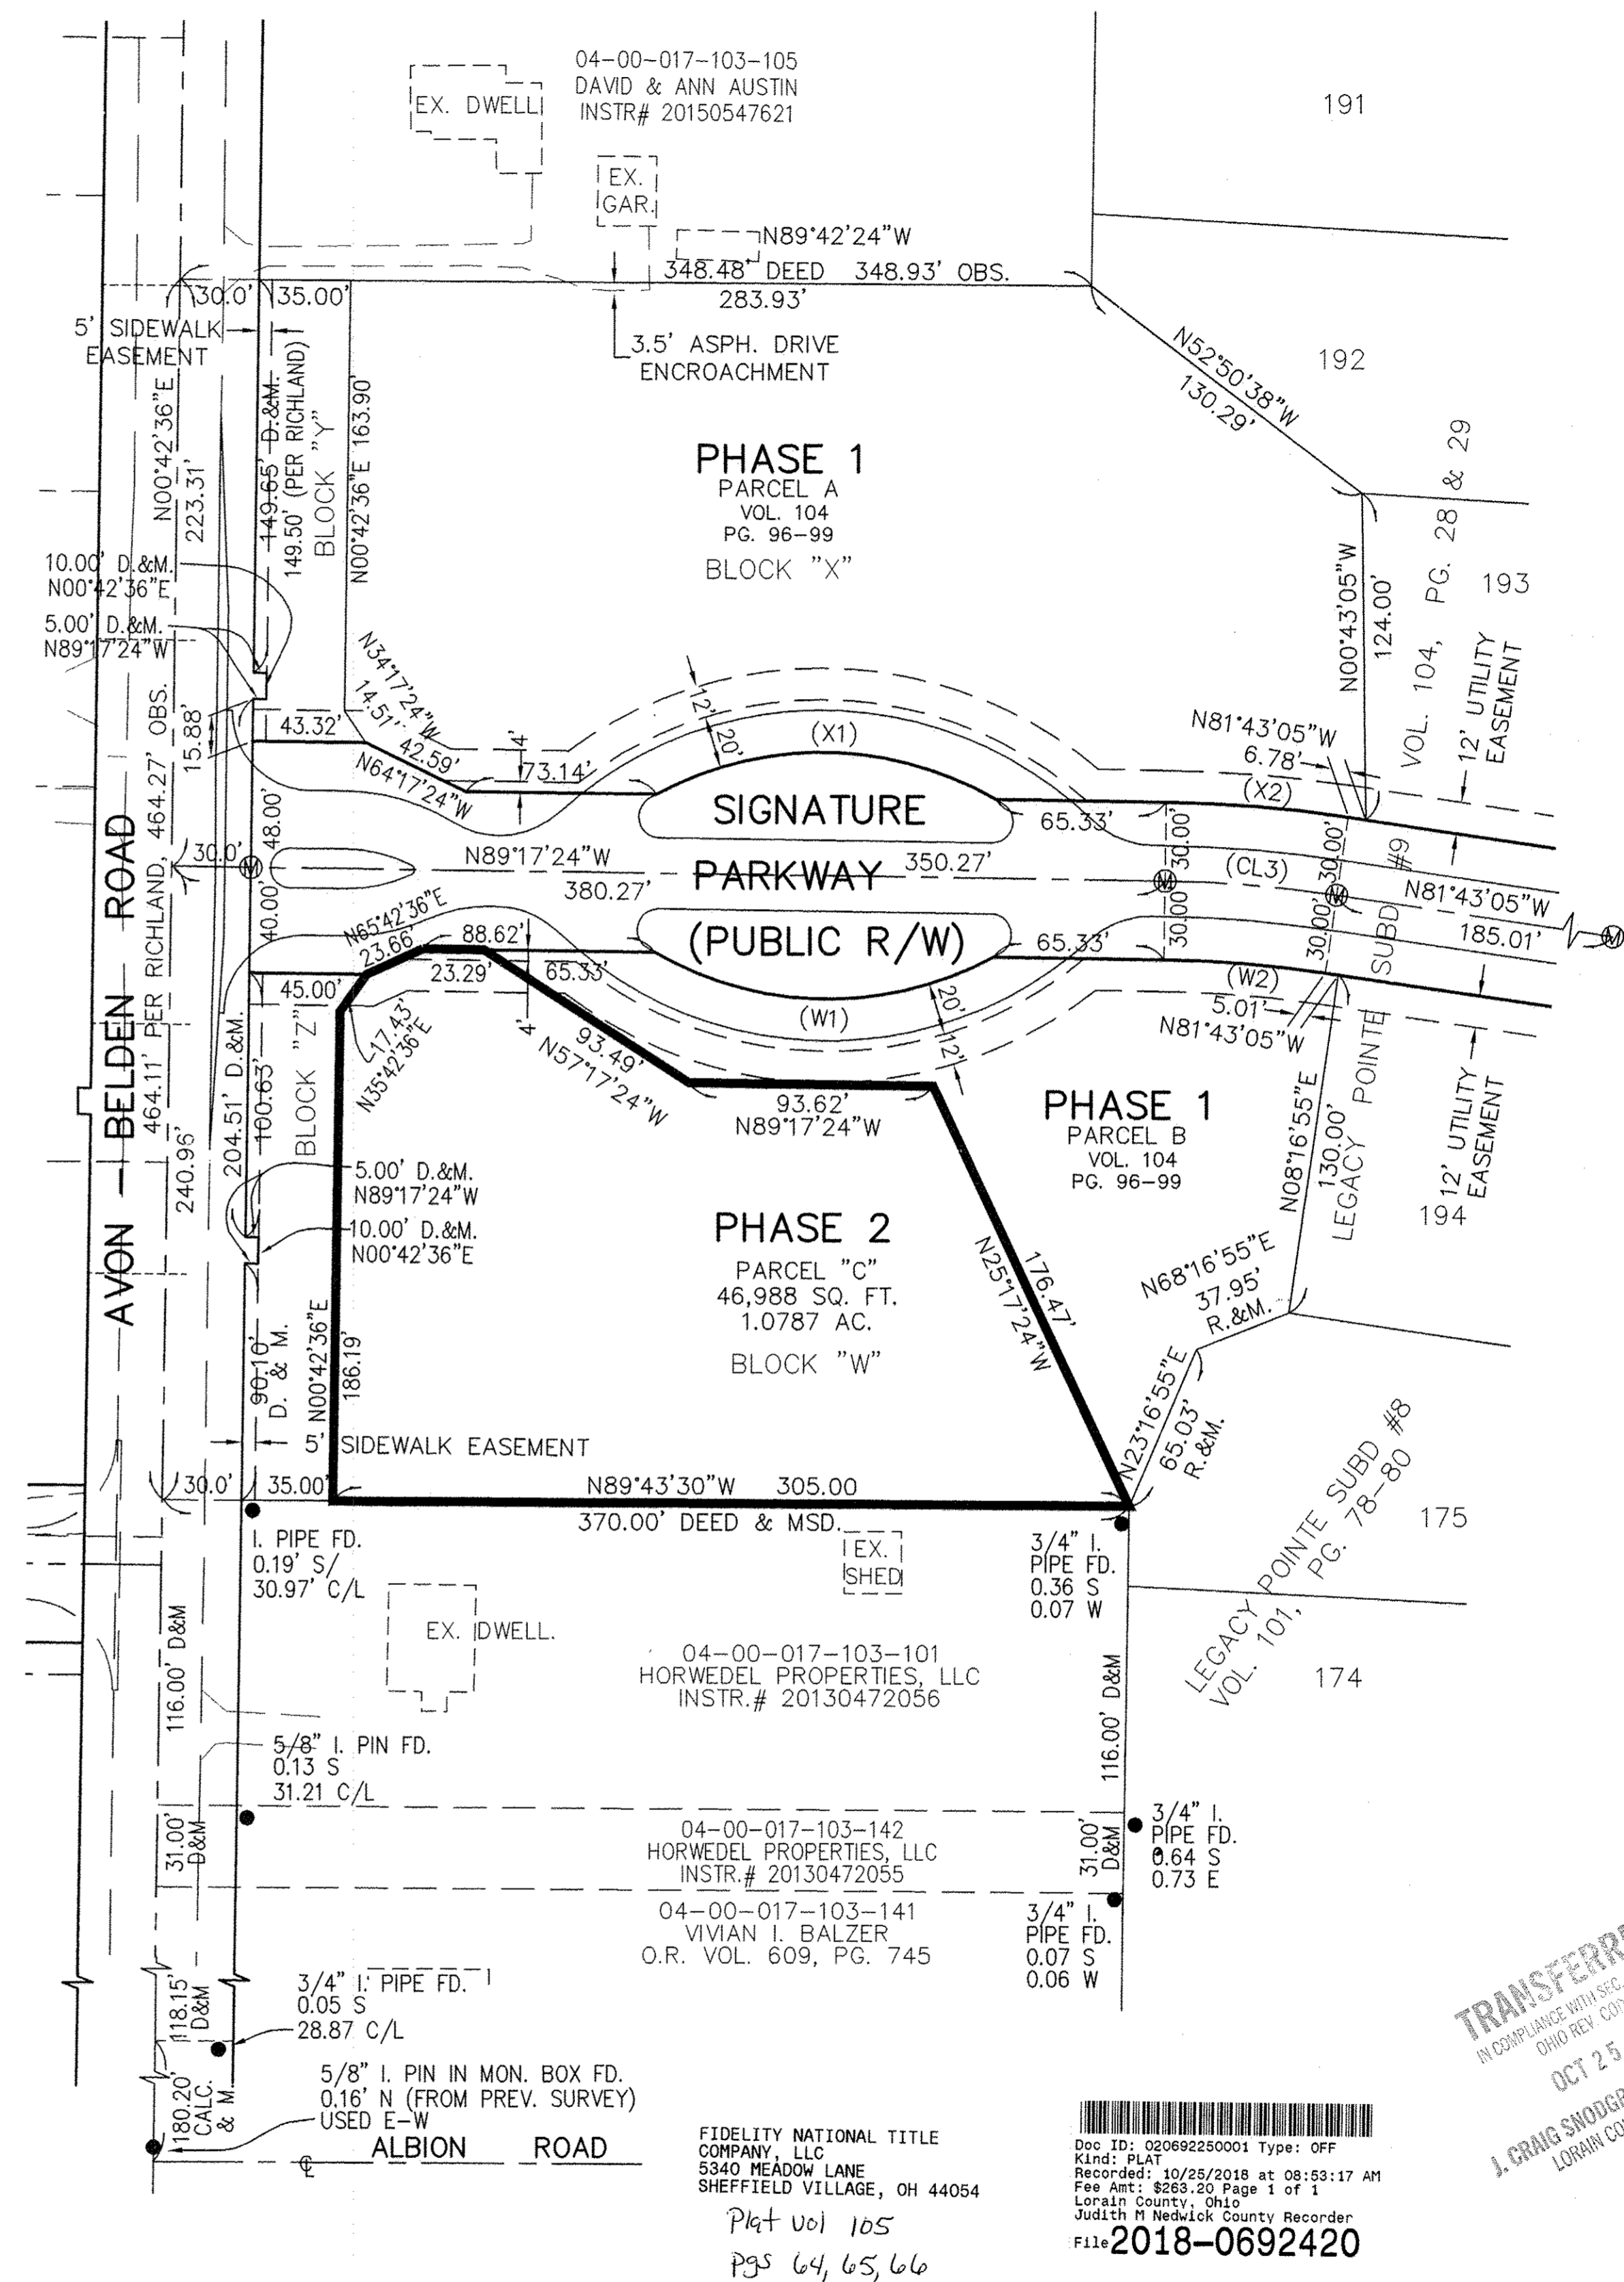 04-00-017-103-105
DAVID & ANN AUSTIN
INSTR# 20150547621
EX. DWELL
EX.
GAR.
191
N89°42'24"W
348.48' DEED 348.93' OBS.
283.93'
30.0' 35.00'
5' SIDEWALK
EASEMENT
3.5' ASPH. DRIVE
ENCROACHMENT
N52°50'38"W
130.29'
192
N00°42'36"E
223.31'
149.65' D.&M.
149.50' (PER RICHLAND)
BLOCK "Y"
N00°42'36"E 163.90'
PHASE 1
PARCEL A
VOL. 104
PG. 96-99
BLOCK "X"
10.00' D.&M.
N00°42'36"E
5.00' D.&M.
N89°17'24"W
N00°43'05"W
124.00'
LEGACY POINTE SUBD #9
VOL 104, PG. 28 & 29
193
12' UTILITY
EASEMENT
N34°17'24"W
14.51'
42.59'
N64°17'24"W
43.32'
15.88'
4'
73.14'
12'
20'
(X1)
N81°43'05"W
6.78'
(X2)
SIGNATURE
65.33'
30.00'
30.00'
48.00'
30.0'
M
N89°17'24"W 350.27'
380.27'
PARKWAY
M
(CL3)
M
N81°43'05"W
185.01'
M
40.00'
N65°42'36"E
23.66'
88.62'
23.29'
65.33'
(PUBLIC R/W)
65.33'
30.00'
30.00'
(W2)
5.01'
N81°43'05"W
45.00'
17.43'
N35°42'36"E
4'
93.49'
N57°17'24"W
(W1)
20'
12'
AVON - BELDEN ROAD
464.11' PER RICHLAND, 464.27' OBS.
240.96'
204.51' D.&M.
100.63'
BLOCK "Z"
93.62'
N89°17'24"W
PHASE 1
PARCEL B
VOL. 104
PG. 96-99
N08°16'55"E
130.00'
12' UTILITY
EASEMENT
194
5.00' D.&M.
N89°17'24"W
10.00' D.&M.
N00°42'36"E
PHASE 2
PARCEL "C"
46,988 SQ. FT.
1.0787 AC.
BLOCK "W"
176.47'
N25°17'24"W
N68°16'55"E
37.95'
R.&M.
N23°16'55"E
65.03'
R.&M.
90.10'
D. & M.
N00°42'36"E
186.19'
5' SIDEWALK EASEMENT
30.0' 35.00'
N89°43'30"W 305.00
370.00' DEED & MSD.
I. PIPE FD.
0.19' S/
30.97' C/L
EX.
SHED
3/4" I.
PIPE FD.
0.36 S
0.07 W
LEGACY POINTE SUBD #8
VOL. 101, PG. 78-80
175
EX. DWELL.
04-00-017-103-101
HORWEDEL PROPERTIES, LLC
INSTR.# 20130472056
174
116.00' D&M
116.00' D&M
5/8" I. PIN FD.
0.13 S
31.21 C/L
31.00'
D&M
04-00-017-103-142
HORWEDEL PROPERTIES, LLC
INSTR.# 20130472055
31.00'
D&M
3/4" I.
PIPE FD.
0.64 S
0.73 E
04-00-017-103-141
VIVIAN I. BALZER
O.R. VOL. 609, PG. 745
3/4" I.
PIPE FD.
0.07 S
0.06 W
118.15'
D&M
3/4" I. PIPE FD.
0.05 S
28.87 C/L
180.20'
CALC.
& M.
5/8" I. PIN IN MON. BOX FD.
0.16' N (FROM PREV. SURVEY)
USED E-W
ALBION ROAD
FIDELITY NATIONAL TITLE
COMPANY, LLC
5340 MEADOW LANE
SHEFFIELD VILLAGE, OH 44054
Plat vol 105
Pgs 64, 65, 66
Doc ID: 020692250001 Type: OFF
Kind: PLAT
Recorded: 10/25/2018 at 08:53:17 AM
Fee Amt: $263.20 Page 1 of 1
Lorain County, Ohio
Judith M Nedwick County Recorder
File 2018-0692420
IN COMPLIANCE WITH SEC.
OHIO REV.
OCT 25
J. CRAIG
LORAIN